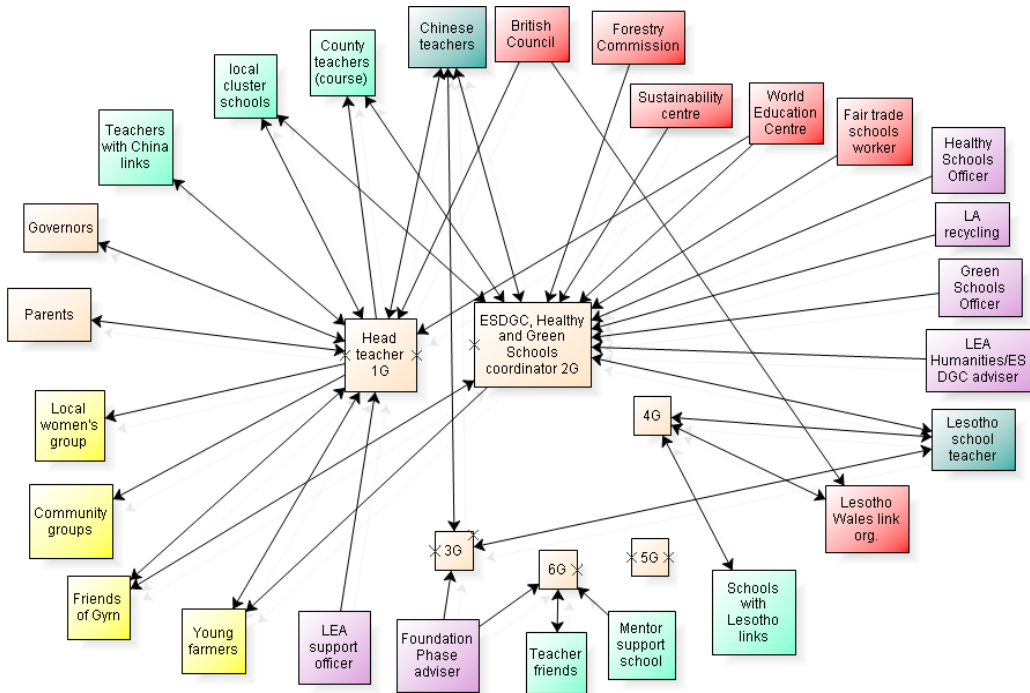 Chinese
teachers
British
Council
Forestry
Commission
County
teachers
(course)
local
cluster
schools
Sustainability
centre
World
Education
Centre
Fair trade
schools
worker
Healthy
Schools
Officer
Teachers
with China
links
LA
recycling
Governors
Green
Schools
Officer
Parents
Head
teacher
1G
ESDGC, Healthy
and Green
Schools
coordinator 2G
LEA
Humanities/ES
DGC adviser
Local
women's
group
4G
Lesotho
school
teacher
Community
groups
Lesotho
Wales link
org.
3G
6G
5G
Friends
of Gyrn
Young
farmers
LEA
support
officer
Foundation
Phase
adviser
Teacher
friends
Mentor
support
school
Schools
with
Lesotho
links